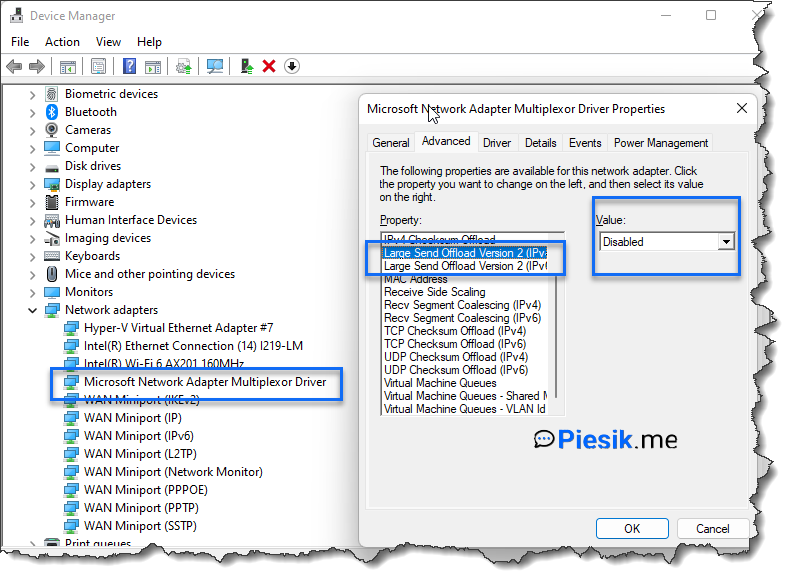 Device Manager
File Action View Help
Biometric devices
Bluetooth
Cameras
Computer
Disk drives
Display adapters
Firmware
Human Interface Devices
Imaging devices
Keyboards
Mice and other pointing devices
Monitors
Network adapters
Hyper-V Virtual Ethernet Adapter #7
Intel(R) Ethernet Connection (14) I219-LM
Intel(R) Wi-Fi 6 AX201 160MHz
Microsoft Network Adapter Multiplexor Driver
WAN Miniport (IKEv2)
WAN Miniport (IP)
WAN Miniport (IPv6)
WAN Miniport (L2TP)
WAN Miniport (Network Monitor)
WAN Miniport (PPPOE)
WAN Miniport (PPTP)
WAN Miniport (SSTP)
Print queues
Microsoft Network Adapter Multiplexor Driver Properties
General Advanced Driver Details Events Power Management
The following properties are available for this network adapter. Click
the property you want to change on the left, and then select its value
on the right.
Property:
Value:
IPv4 Checksum Offload
Disabled
Large Send Offload Version 2 (IPv4
Large Send Offload Version 2 (IPv6
MAC Address
Receive Side Scaling
Recv Segment Coalescing (IPv4)
Recv Segment Coalescing (IPv6)
TCP Checksum Offload (IPv4)
TCP Checksum Offload (IPv6)
UDP Checksum Offload (IPv4)
UDP Checksum Offload (IPv6)
Virtual Machine Queues
Virtual Machine Queues - Shared M
Virtual Machine Queues - VLAN Id
Piesik.me
OK Cancel